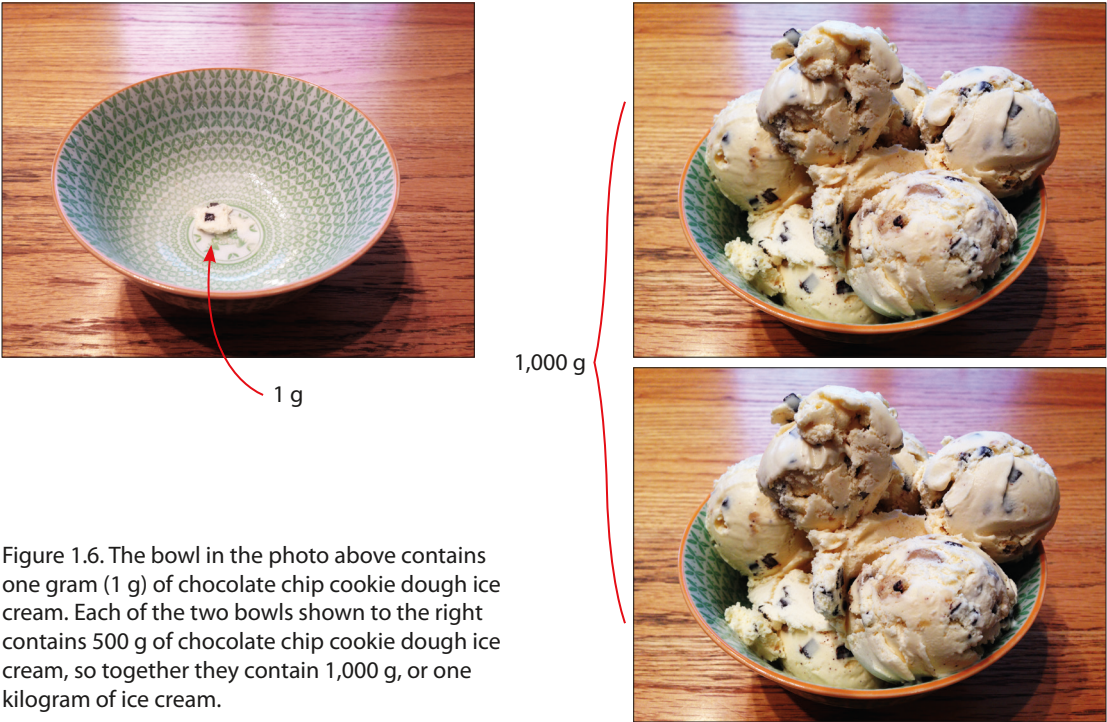 1 g
1,000 g
Figure 1.6. The bowl in the photo above contains
one gram (1 g) of chocolate chip cookie dough ice
cream. Each of the two bowls shown to the right
contains 500 g of chocolate chip cookie dough ice
cream, so together they contain 1,000 g, or one
kilogram of ice cream.